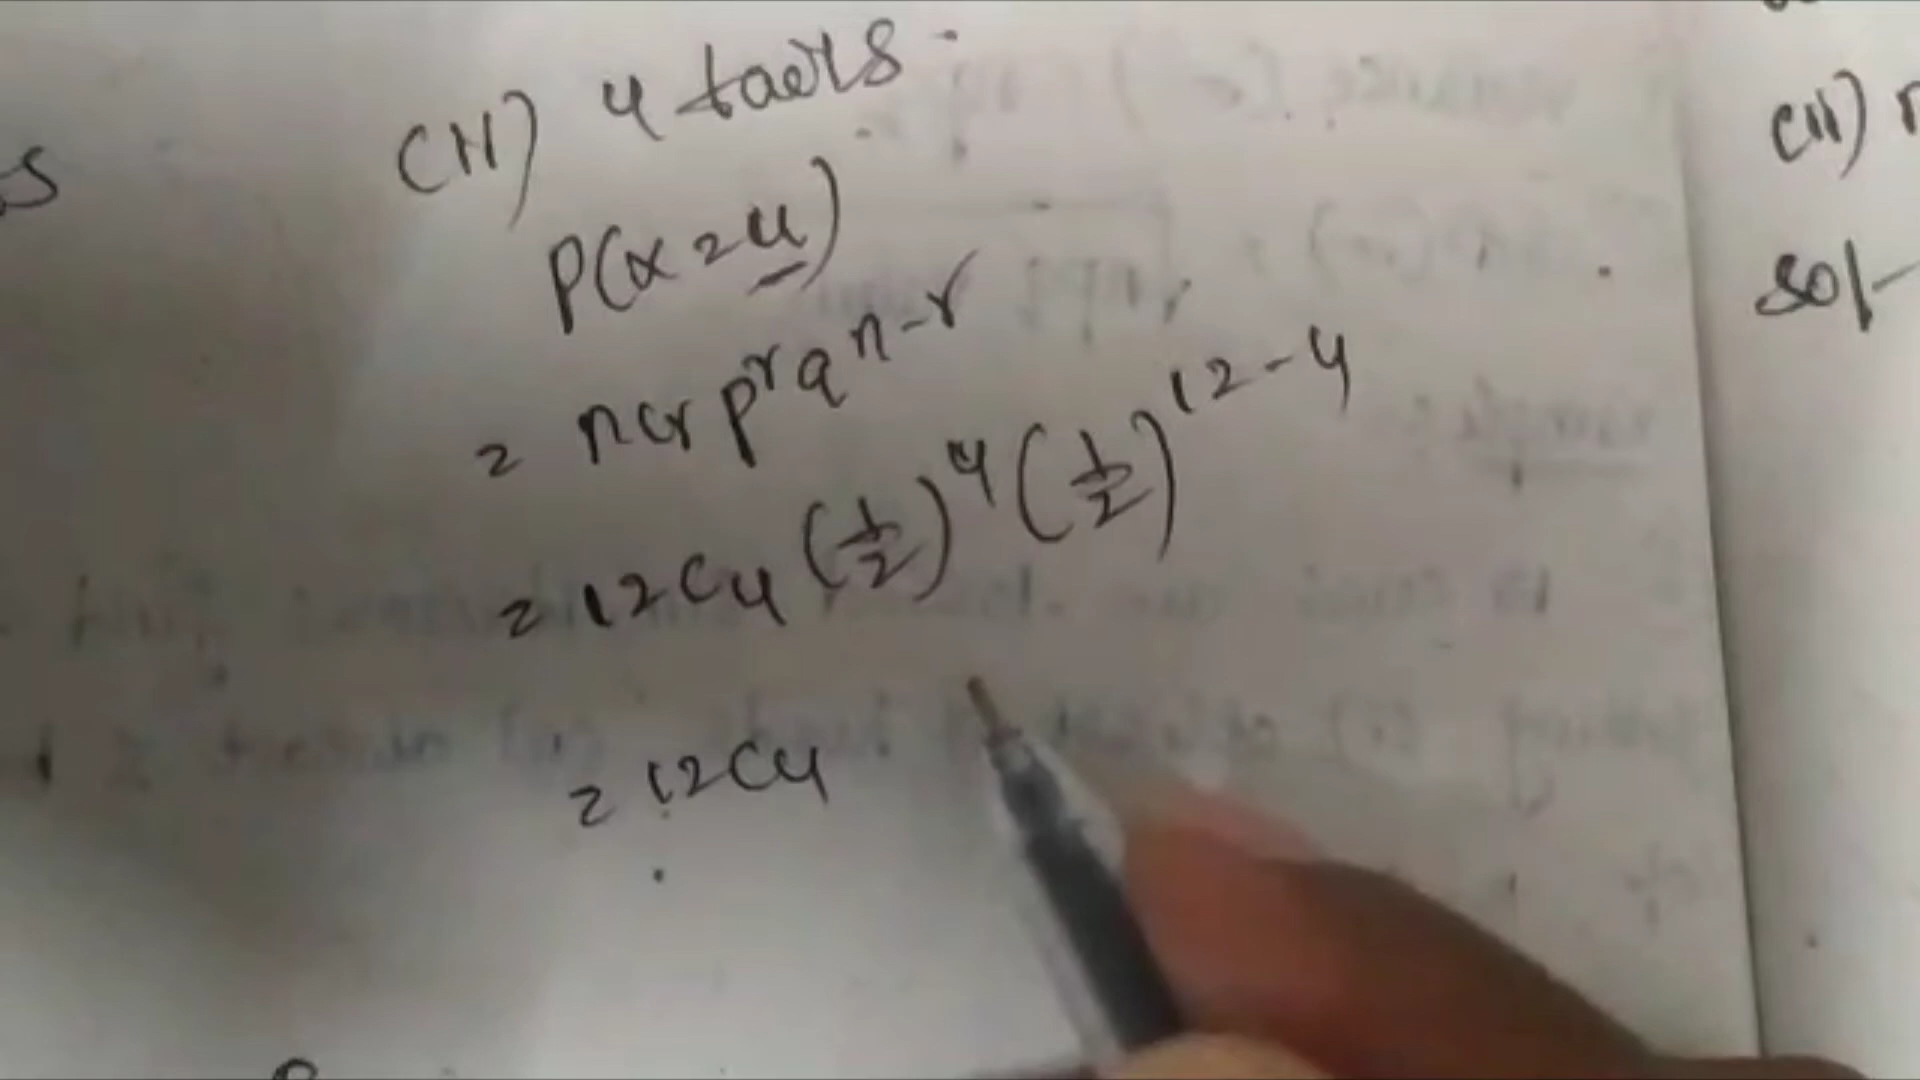 (II) 4 tails.
P(x=4)
= ncr p^r q^n-r
= 12C4 (1/2)^4 (1/2)^12-4
= 12C4
(II)
Sol-